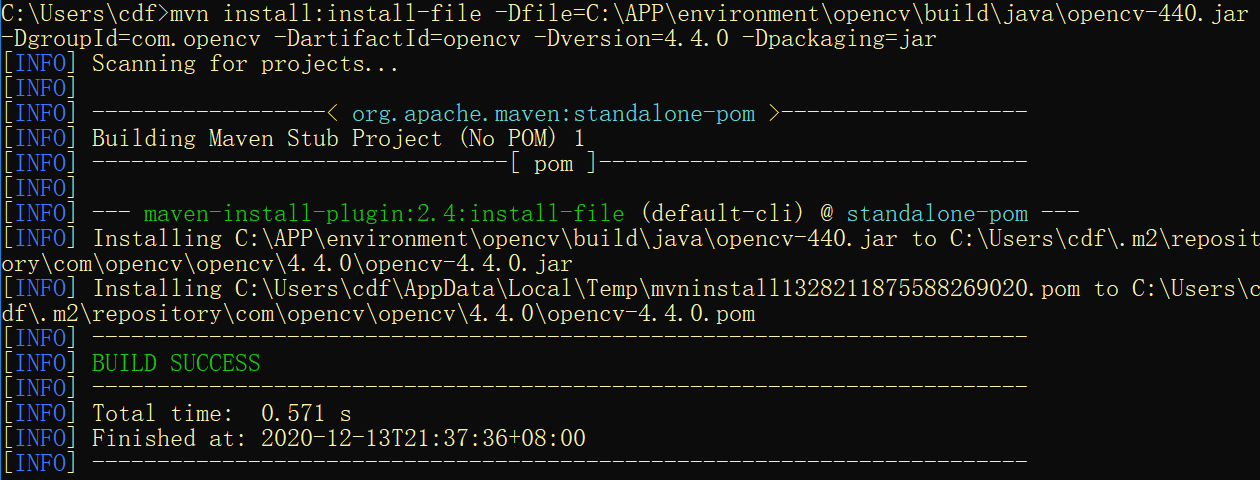 C:\Users\cdf>mvn install:install-file -Dfile=C:\APP\environment\opencv\build\java\opencv-440.jar
-DgroupId=com.opencv -DartifactId=opencv -Dversion=4.4.0 -Dpackaging=jar
[INFO] Scanning for projects...
[INFO]
[INFO] ------------------< org.apache.maven:standalone-pom >-------------------
[INFO] Building Maven Stub Project (No POM) 1
[INFO] --------------------------------[ pom ]---------------------------------
[INFO]
[INFO] --- maven-install-plugin:2.4:install-file (default-cli) @ standalone-pom ---
[INFO] Installing C:\APP\environment\opencv\build\java\opencv-440.jar to C:\Users\cdf\.m2\reposit
ory\com\opencv\opencv\4.4.0\opencv-4.4.0.jar
[INFO] Installing C:\Users\cdf\AppData\Local\Temp\mvninstall1328211875588269020.pom to C:\Users\c
df\.m2\repository\com\opencv\opencv\4.4.0\opencv-4.4.0.pom
[INFO] ------------------------------------------------------------------------
[INFO] BUILD SUCCESS
[INFO] ------------------------------------------------------------------------
[INFO] Total time:  0.571 s
[INFO] Finished at: 2020-12-13T21:37:36+08:00
[INFO] ------------------------------------------------------------------------